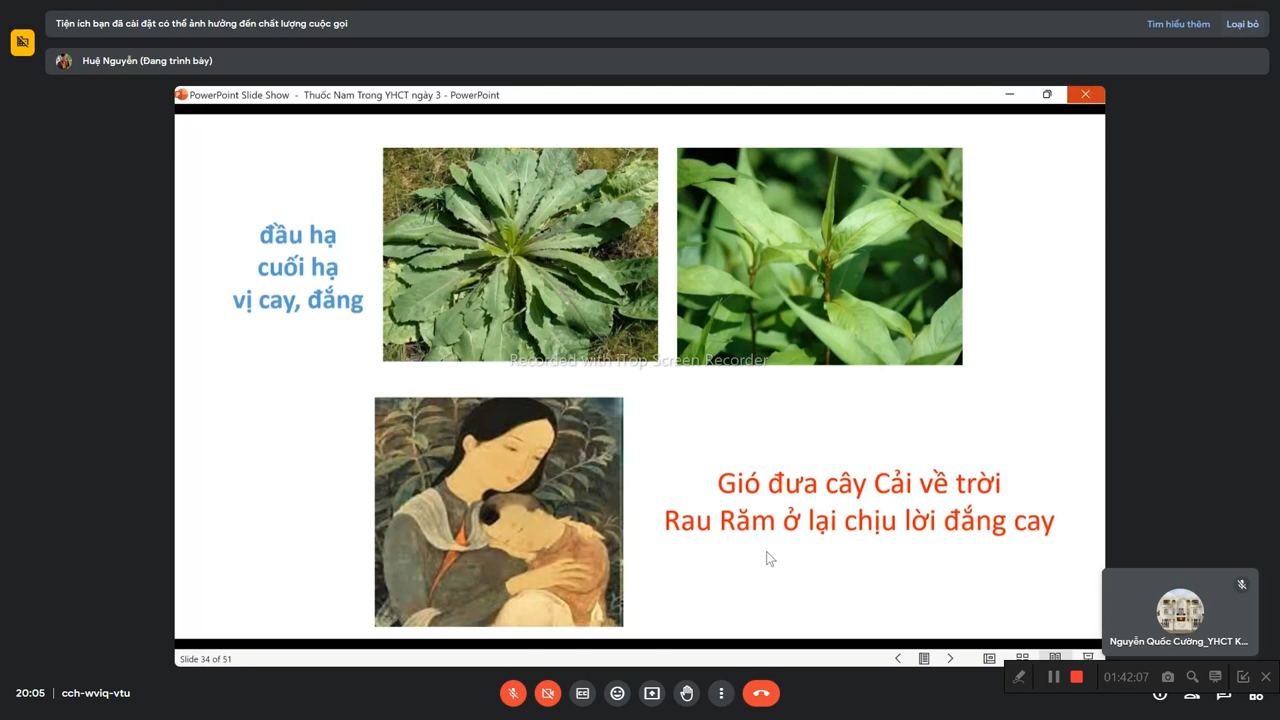 Tiện ích bạn đã cài đặt có thể ảnh hưởng đến chất lượng cuộc gọi
Tìm hiểu thêm
Loại bỏ
Huệ Nguyễn (Đang trình bày)
PowerPoint Slide Show - Thuốc Nam Trong YHCT ngày 3 - PowerPoint
đầu hạ
cuối hạ
vị cay, đắng
Recorded with iTop Screen Recorder
Gió đưa cây Cải về trời
Rau Răm ở lại chịu lời đắng cay
Nguyễn Quốc Cường_YHCT K...
Slide 34 of 51
01:42:07
20:05 | cch-wviq-vtu